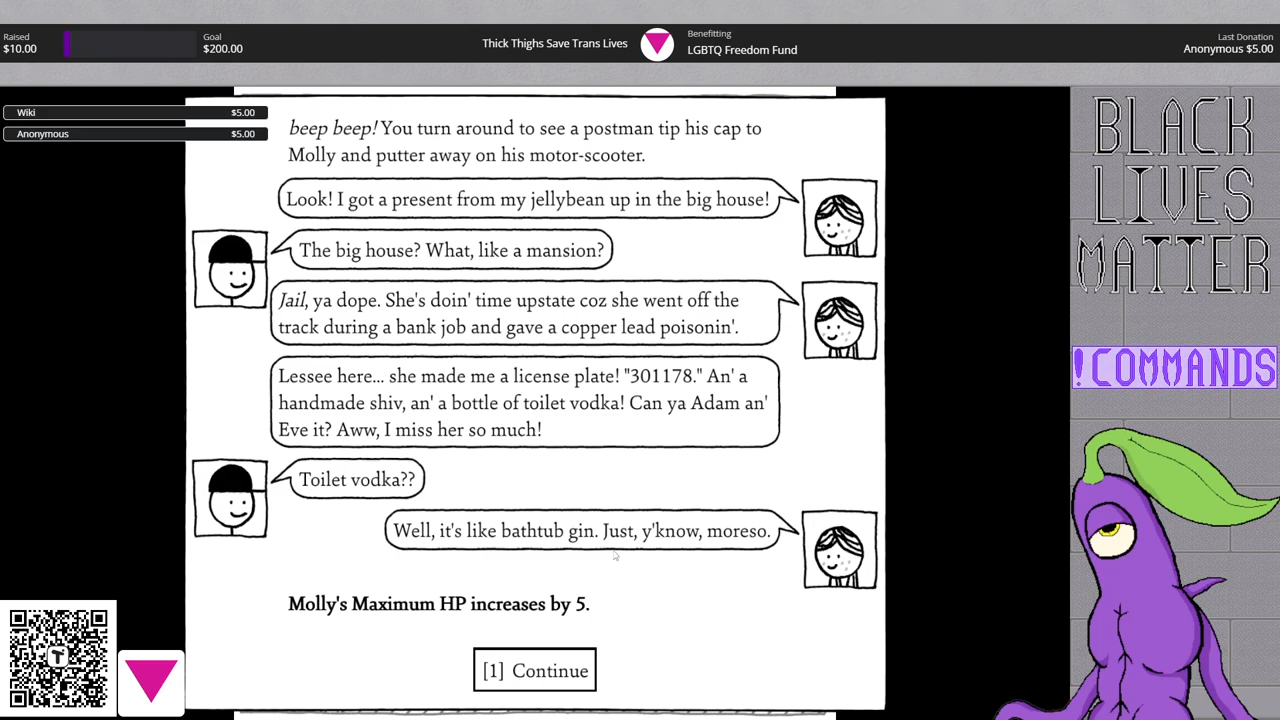 Raised
$10.00
Goal
$200.00
Thick Thighs Save Trans Lives
Benefitting
LGBTQ Freedom Fund
Last Donation
Anonymous $5.00
Wiki $5.00
Anonymous $5.00
beep beep! You turn around to see a postman tip his cap to
Molly and putter away on his motor-scooter.
Look! I got a present from my jellybean up in the big house!
The big house? What, like a mansion?
Jail, ya dope. She's doin' time upstate coz she went off the
track during a bank job and gave a copper lead poisonin'.
Lessee here... she made me a license plate! "301178." An' a
handmade shiv, an' a bottle of toilet vodka! Can ya Adam an'
Eve it? Aww, I miss her so much!
Toilet vodka??
Well, it's like bathtub gin. Just, y'know, moreso.
Molly's Maximum HP increases by 5.
[1] Continue
BLACK
LIVES
MATTER
!COMMANDS
T